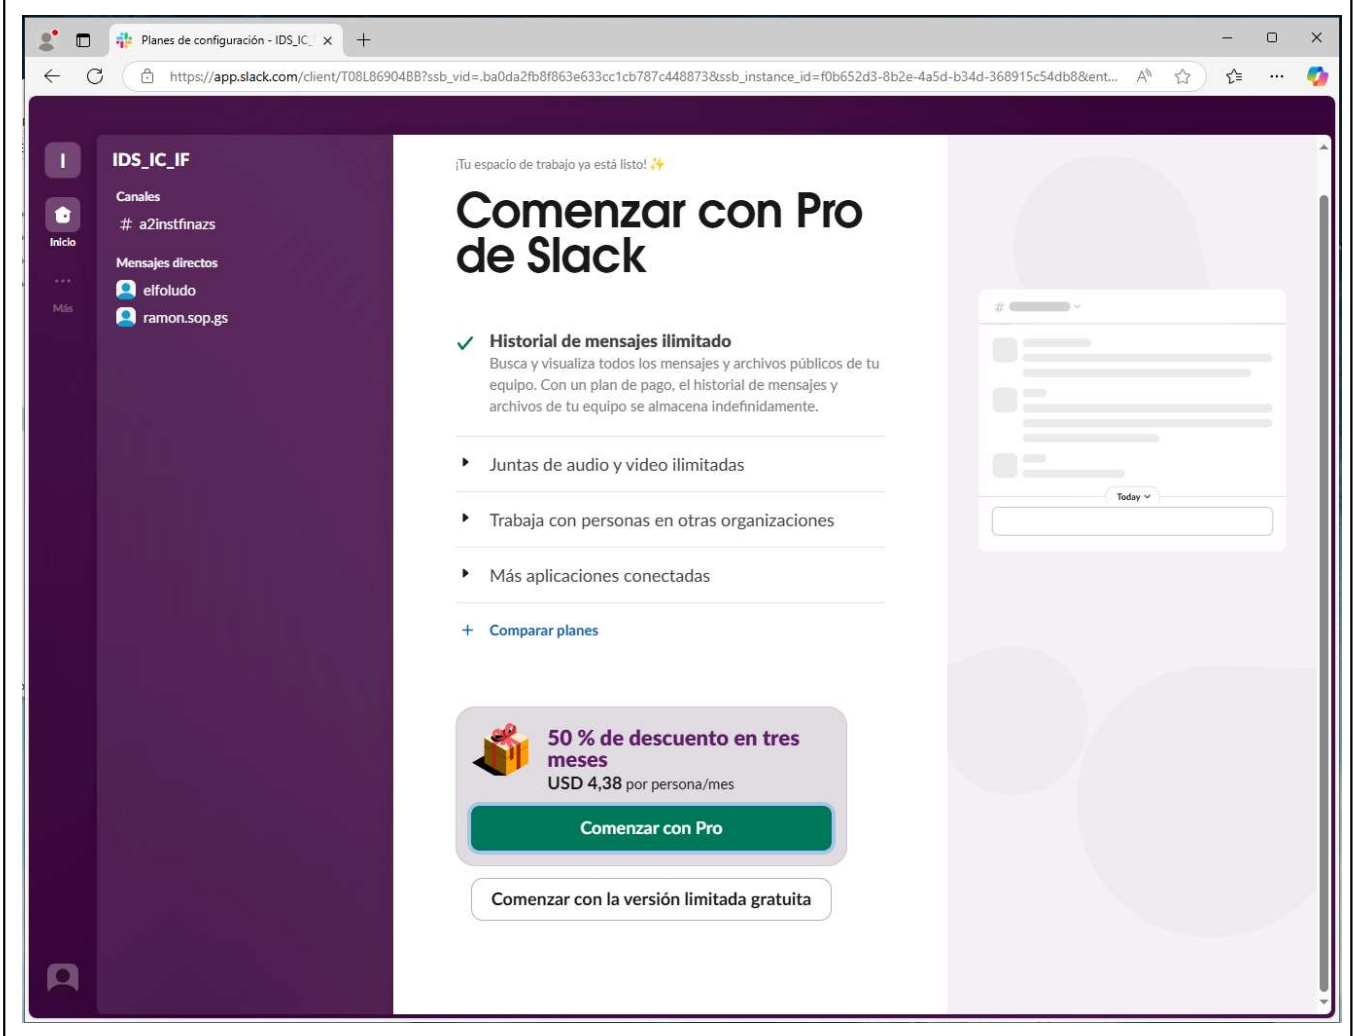 Planes de configuración - IDS_IC_
https://app.slack.com/client/T08L86904BB?ssb_vid=.ba0da2fb8f863e633cc1cb787c448873&ssb_instance_id=f0b652d3-8b2e-4a5d-b34d-368915c54db8&ent...
I
Inicio
Más
IDS_IC_IF
Canales
# a2instfinazs
Mensajes directos
elfoludo
ramon.sop.gs
¡Tu espacio de trabajo ya está listo! ✨
Comenzar con Pro
de Slack
Historial de mensajes ilimitado
Busca y visualiza todos los mensajes y archivos públicos de tu
equipo. Con un plan de pago, el historial de mensajes y
archivos de tu equipo se almacena indefinidamente.
Juntas de audio y video ilimitadas
Trabaja con personas en otras organizaciones
Más aplicaciones conectadas
+ Comparar planes
50 % de descuento en tres
meses
USD 4,38 por persona/mes
Comenzar con Pro
Comenzar con la versión limitada gratuita
#
Today